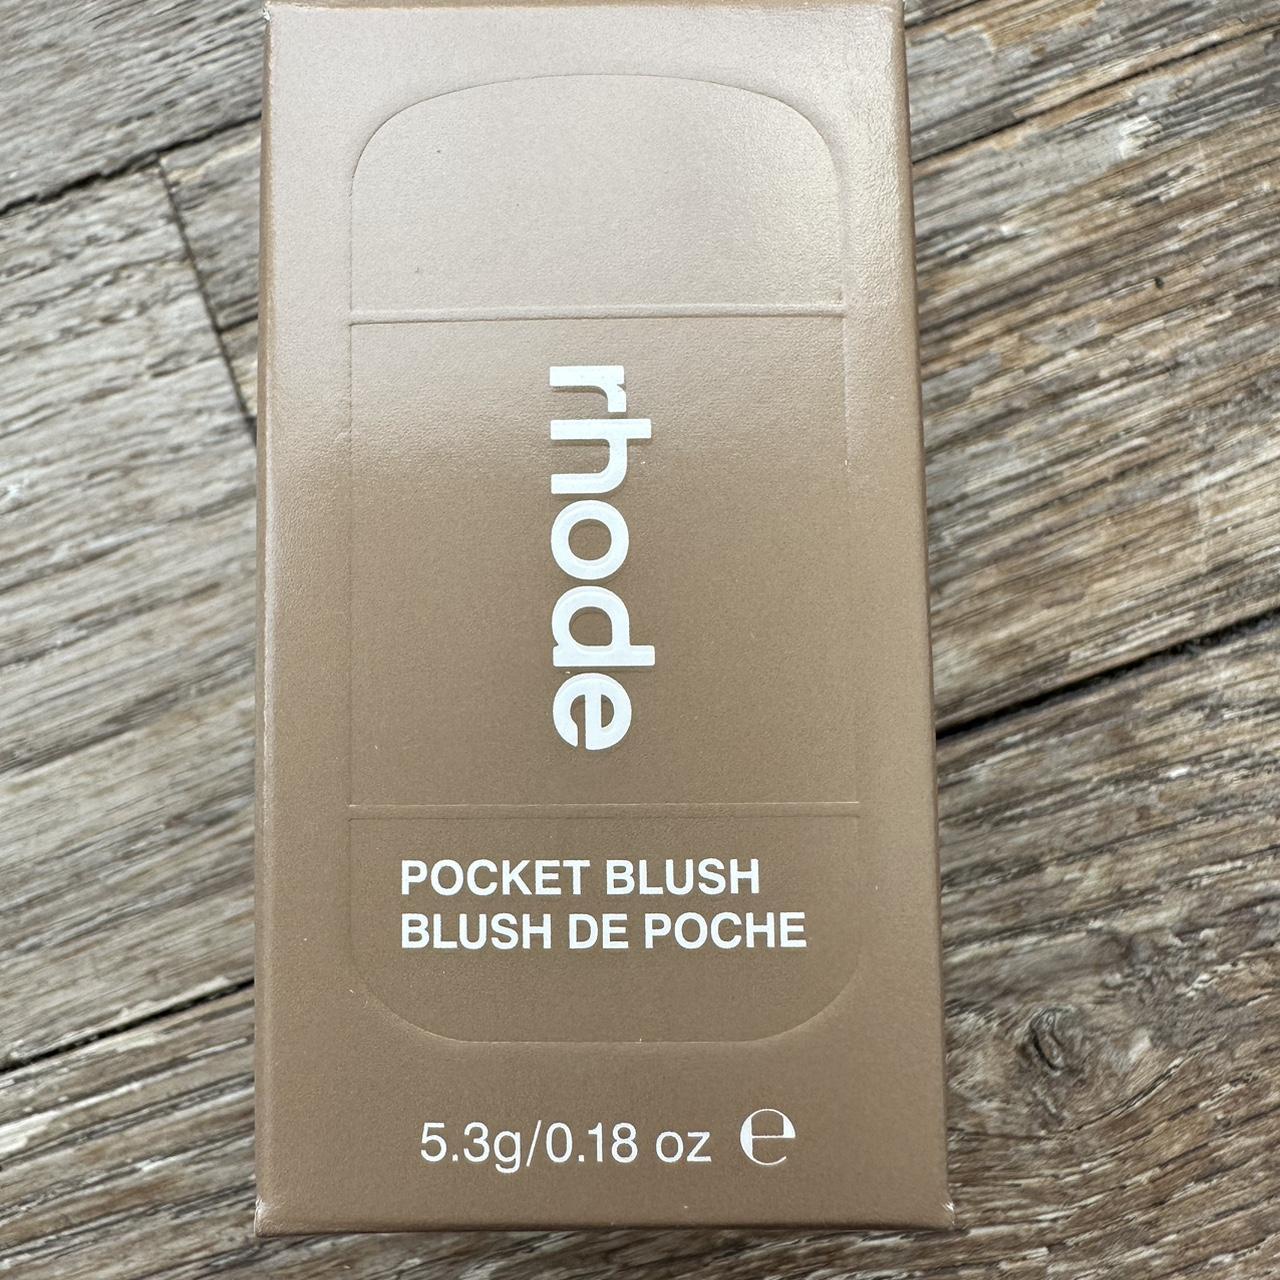 rhode
POCKET BLUSH
BLUSH DE POCHE
5.3g/0.18 oz ℮